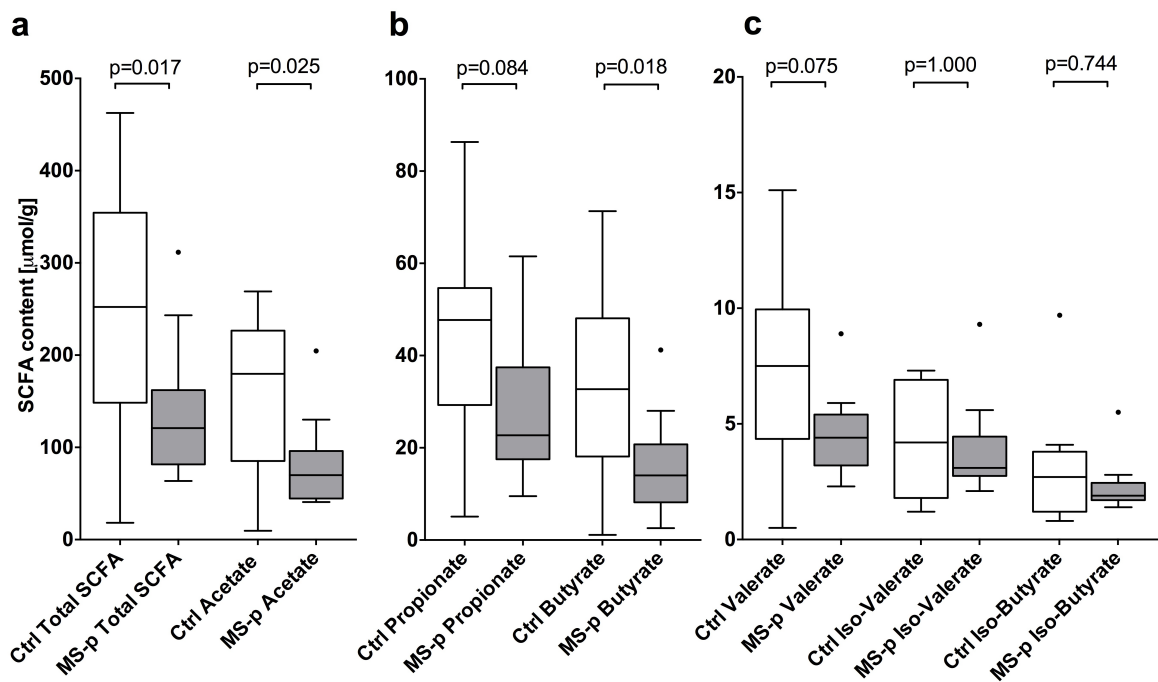 a
b
c
p=0.017
p=0.025
p=0.084
p=0.018
p=0.075
p=1.000
p=0.744
SCFA content [μmol/g]
500
400
300
200
100
0
100
80
60
40
20
0
20
15
10
5
0
Ctrl Total SCFA
MS-p Total SCFA
Ctrl Acetate
MS-p Acetate
Ctrl Propionate
MS-p Propionate
Ctrl Butyrate
MS-p Butyrate
Ctrl Valerate
MS-p Valerate
Ctrl Iso-Valerate
MS-p Iso-Valerate
Ctrl Iso-Butyrate
MS-p Iso-Butyrate